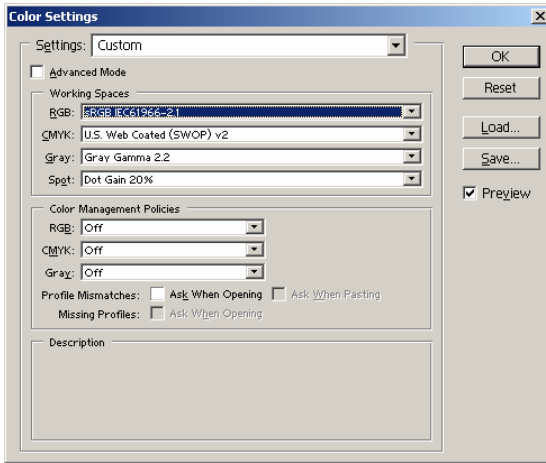 Color Settings
Settings: Custom
OK
Advanced Mode
Reset
Working Spaces
RGB: sRGB IEC61966-2.1
CMYK: U.S. Web Coated (SWOP) v2
Load...
Gray: Gray Gamma 2.2
Save...
Spot: Dot Gain 20%
Preview
Color Management Policies
RGB: Off
CMYK: Off
Gray: Off
Profile Mismatches: Ask When Opening Ask When Pasting
Missing Profiles: Ask When Opening
Description